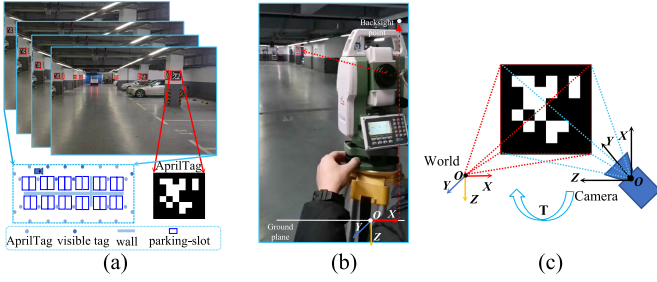 AprilTag
AprilTag
visible tag
wall
parking-slot
(a)
Backsight
point
Ground
plane
O
X
Y
Z
(b)
World
O
X
Y
Z
T
Camera
X
Y
Z
O
(c)